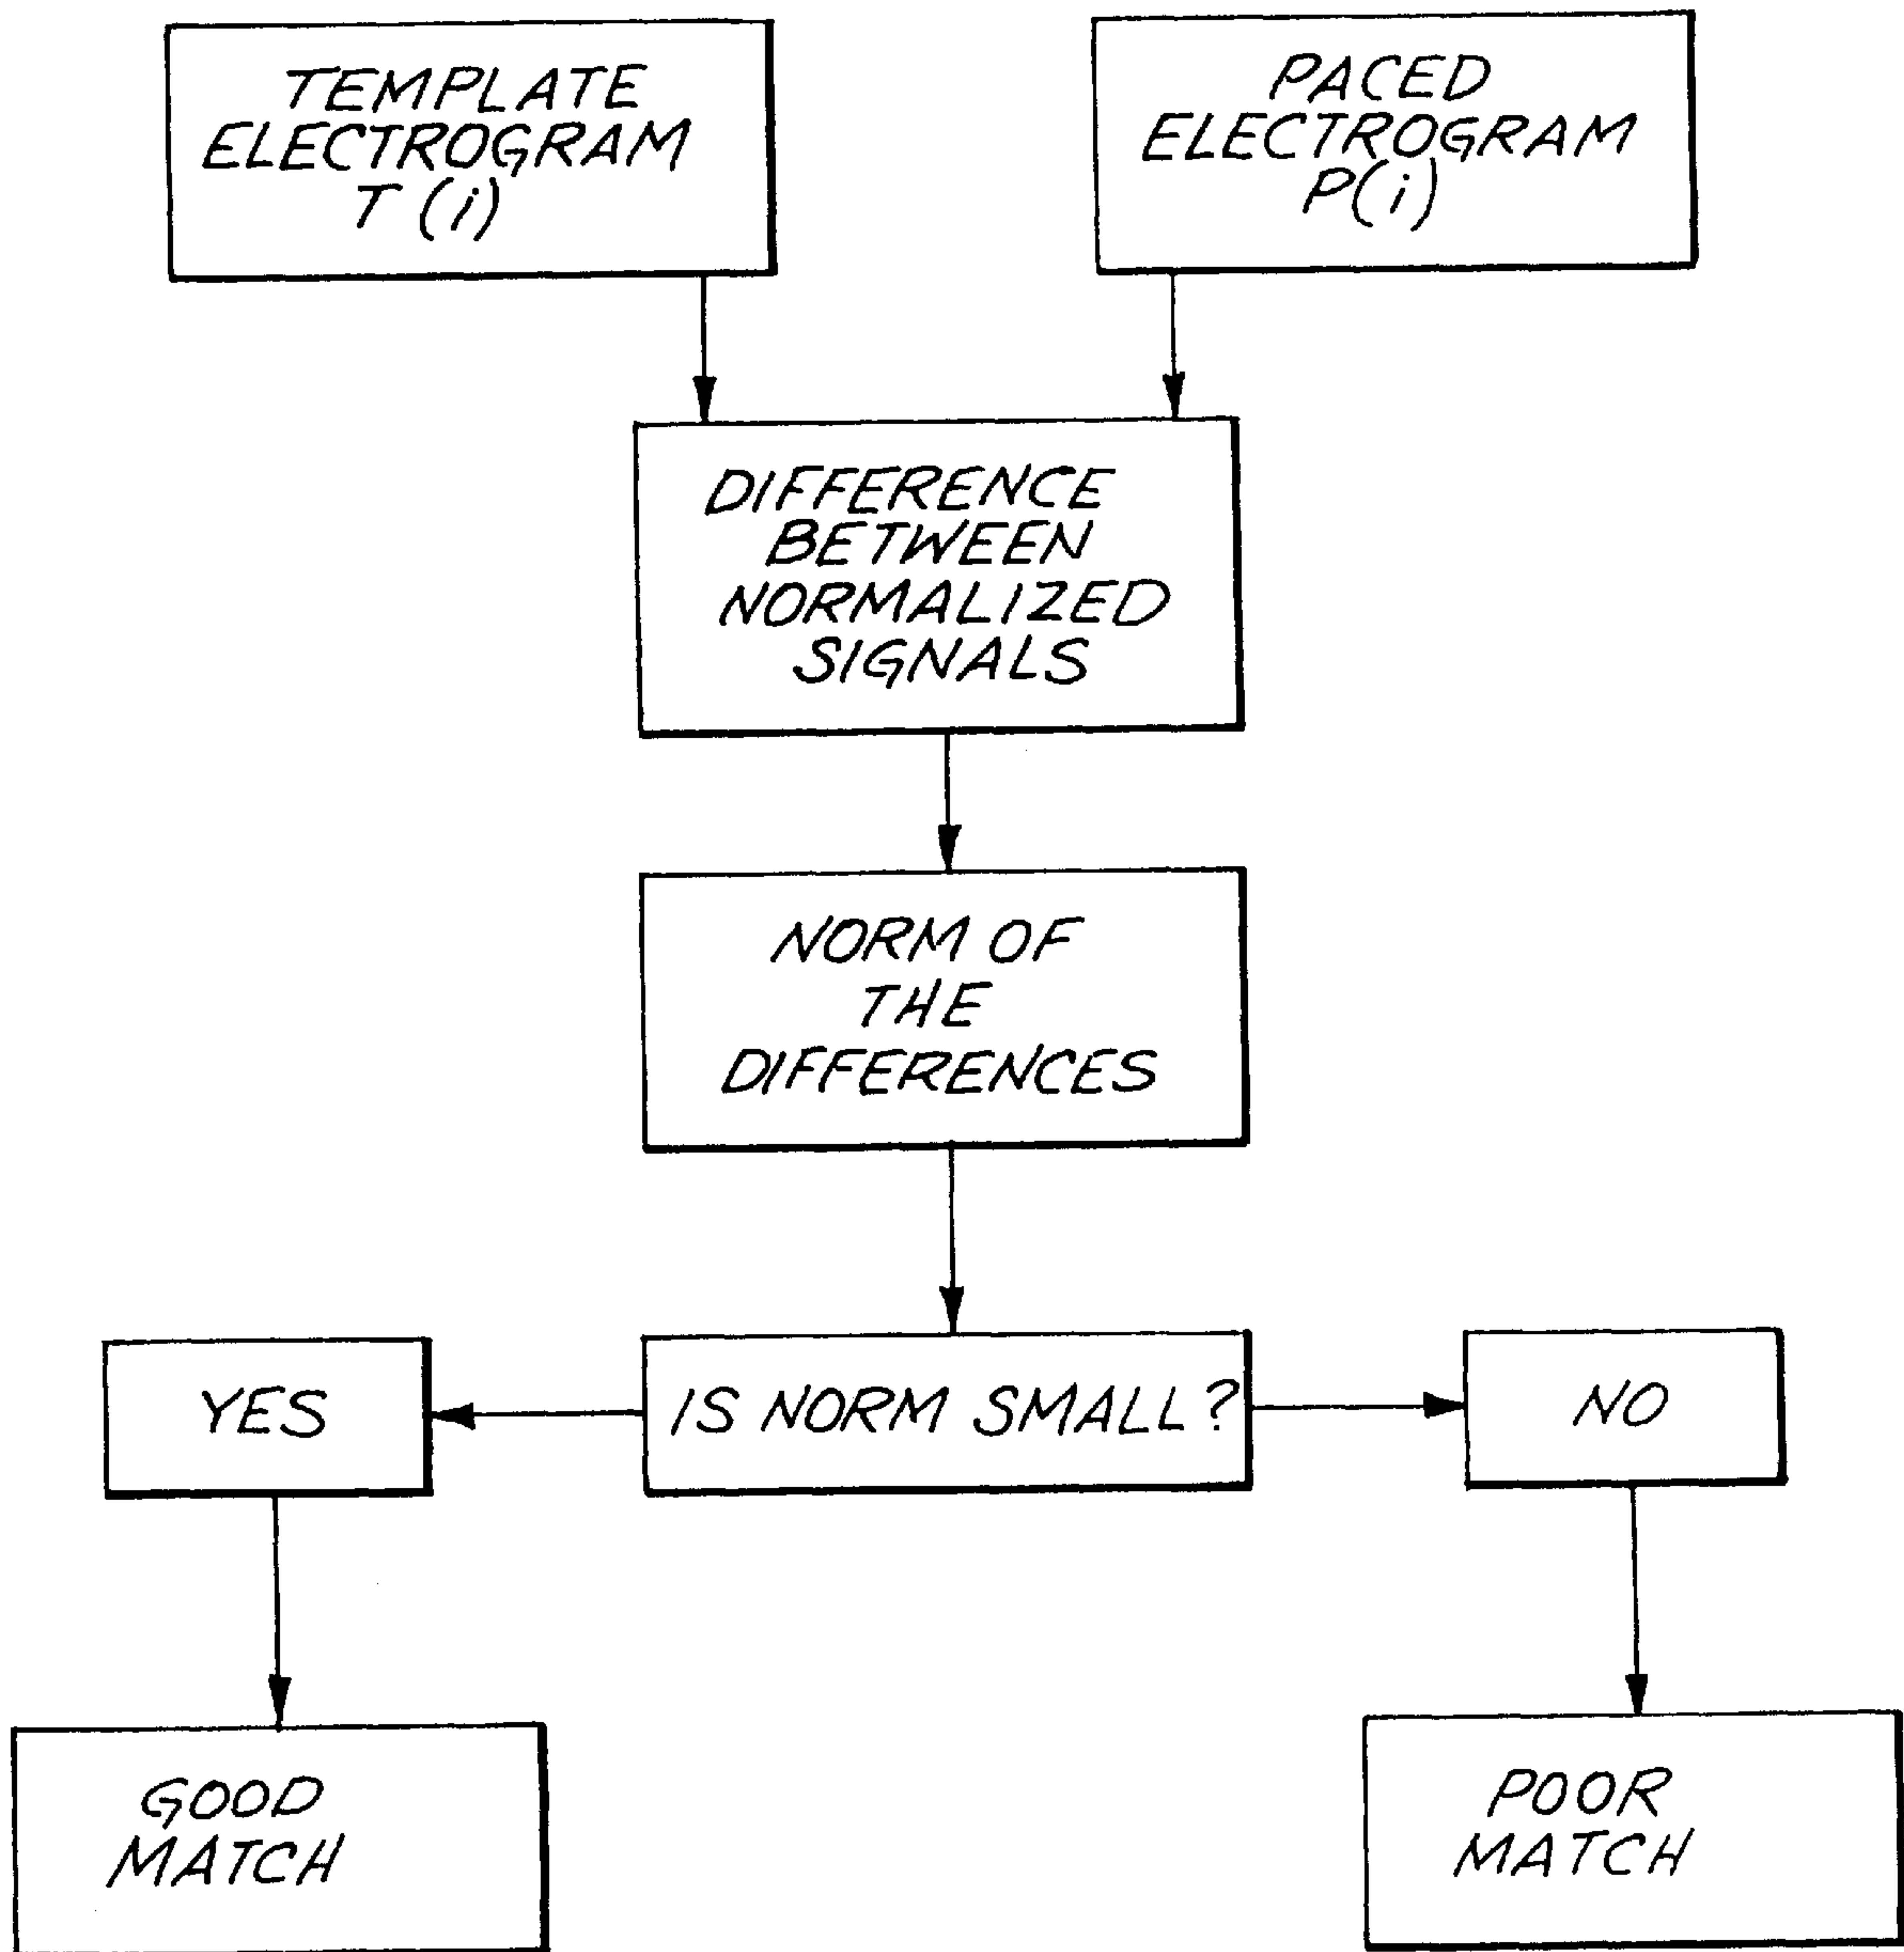 TEMPLATE
ELECTROGRAM
T (i)
PACED
ELECTROGRAM
P(i)
DIFFERENCE
BETWEEN
NORMALIZED
SIGNALS
NORM OF
THE
DIFFERENCES
YES
IS NORM SMALL?
NO
GOOD
MATCH
POOR
MATCH